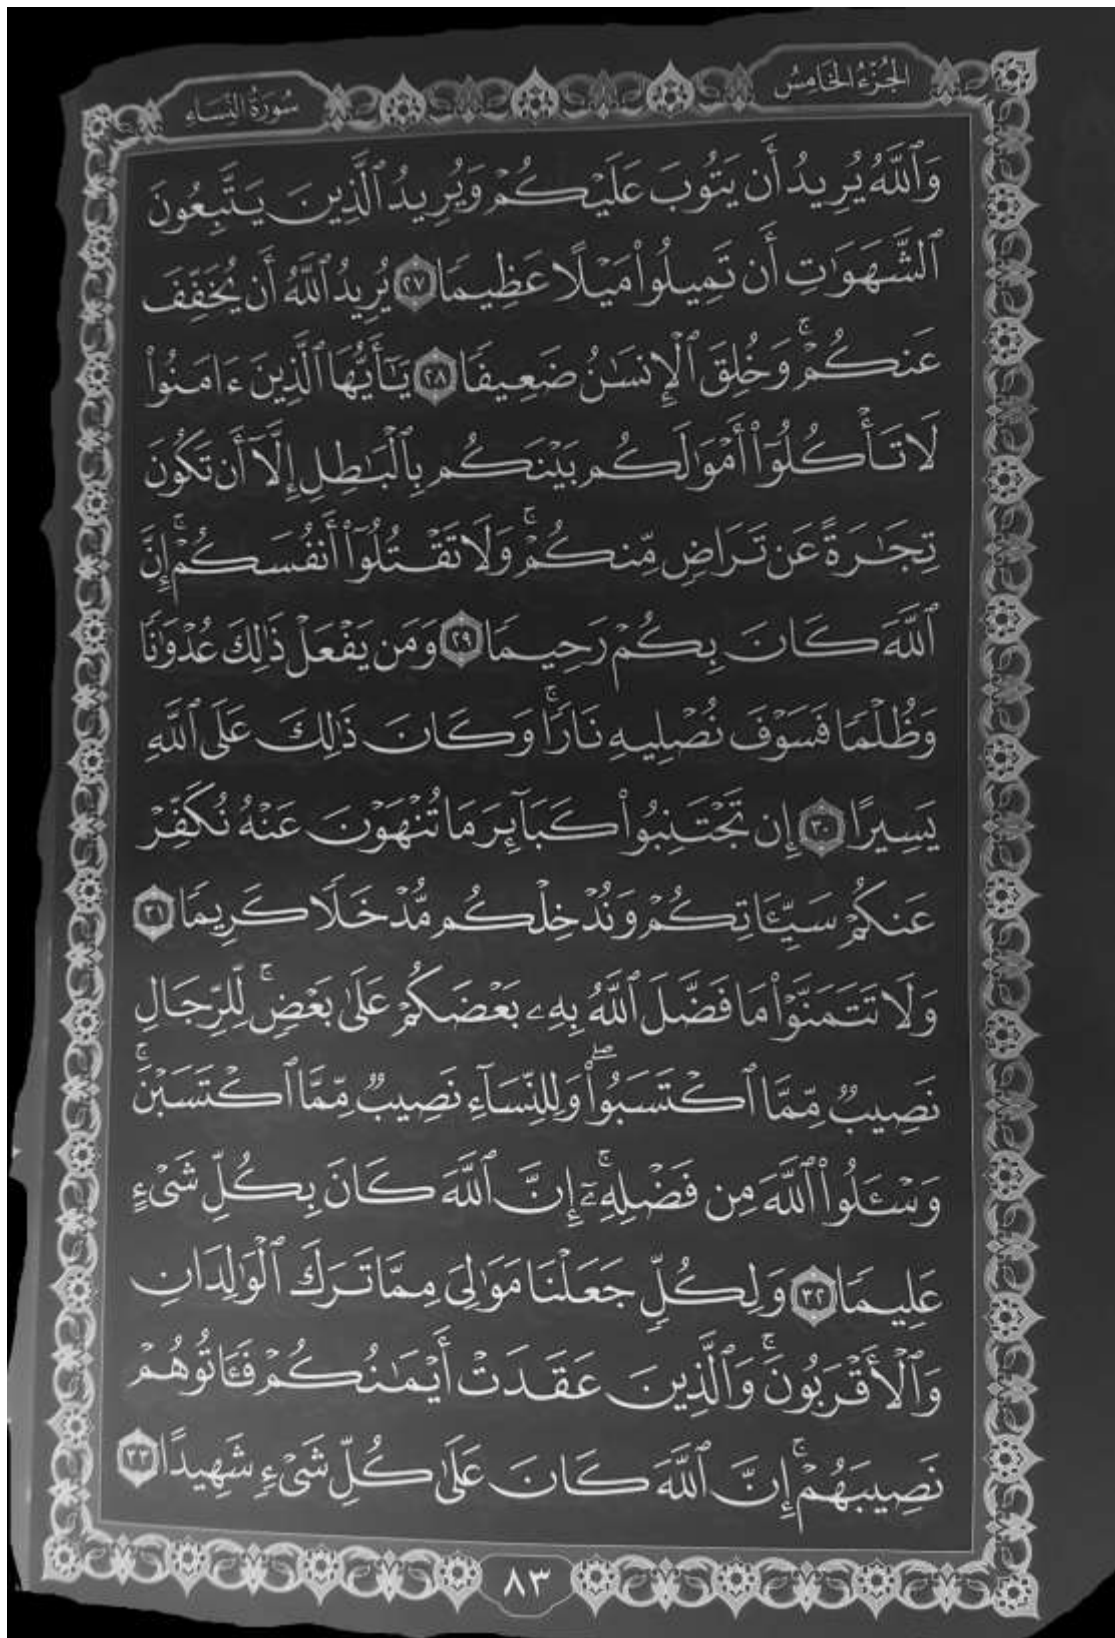 الجزء الخامس
سورة النساء
وَٱللَّهُ يُرِيدُ أَن يَتُوبَ عَلَيْكُمْ وَيُرِيدُ ٱلَّذِينَ يَتَّبِعُونَ
ٱلشَّهَوَٰتِ أَن تَمِيلُوا۟ مَيْلًا عَظِيمًا ٢٧ يُرِيدُ ٱللَّهُ أَن يُخَفِّفَ
عَنكُمْ ۚ وَخُلِقَ ٱلْإِنسَٰنُ ضَعِيفًا ٢٨ يَٰٓأَيُّهَا ٱلَّذِينَ ءَامَنُوا۟
لَا تَأْكُلُوٓا۟ أَمْوَٰلَكُم بَيْنَكُم بِٱلْبَٰطِلِ إِلَّآ أَن تَكُونَ
تِجَٰرَةً عَن تَرَاضٍ مِّنكُمْ ۚ وَلَا تَقْتُلُوٓا۟ أَنفُسَكُمْ ۚ إِنَّ
ٱللَّهَ كَانَ بِكُمْ رَحِيمًا ٢٩ وَمَن يَفْعَلْ ذَٰلِكَ عُدْوَٰنًا
وَظُلْمًا فَسَوْفَ نُصْلِيهِ نَارًا ۚ وَكَانَ ذَٰلِكَ عَلَى ٱللَّهِ
يَسِيرًا ٣٠ إِن تَجْتَنِبُوا۟ كَبَآئِرَ مَا تُنْهَوْنَ عَنْهُ نُكَفِّرْ
عَنكُمْ سَيِّـَٔاتِكُمْ وَنُدْخِلْكُم مُّدْخَلًا كَرِيمًا ٣١
وَلَا تَتَمَنَّوْا۟ مَا فَضَّلَ ٱللَّهُ بِهِۦ بَعْضَكُمْ عَلَىٰ بَعْضٍ ۚ لِّلرِّجَالِ
نَصِيبٌ مِّمَّا ٱكْتَسَبُوا۟ ۖ وَلِلنِّسَآءِ نَصِيبٌ مِّمَّا ٱكْتَسَبْنَ ۚ
وَسْـَٔلُوا۟ ٱللَّهَ مِن فَضْلِهِۦٓ ۚ إِنَّ ٱللَّهَ كَانَ بِكُلِّ شَىْءٍ
عَلِيمًا ٣٢ وَلِكُلٍّ جَعَلْنَا مَوَٰلِىَ مِمَّا تَرَكَ ٱلْوَٰلِدَانِ
وَٱلْأَقْرَبُونَ ۚ وَٱلَّذِينَ عَقَدَتْ أَيْمَٰنُكُمْ فَـَٔاتُوهُمْ
نَصِيبَهُمْ ۚ إِنَّ ٱللَّهَ كَانَ عَلَىٰ كُلِّ شَىْءٍ شَهِيدًا ٣٣
٨٣